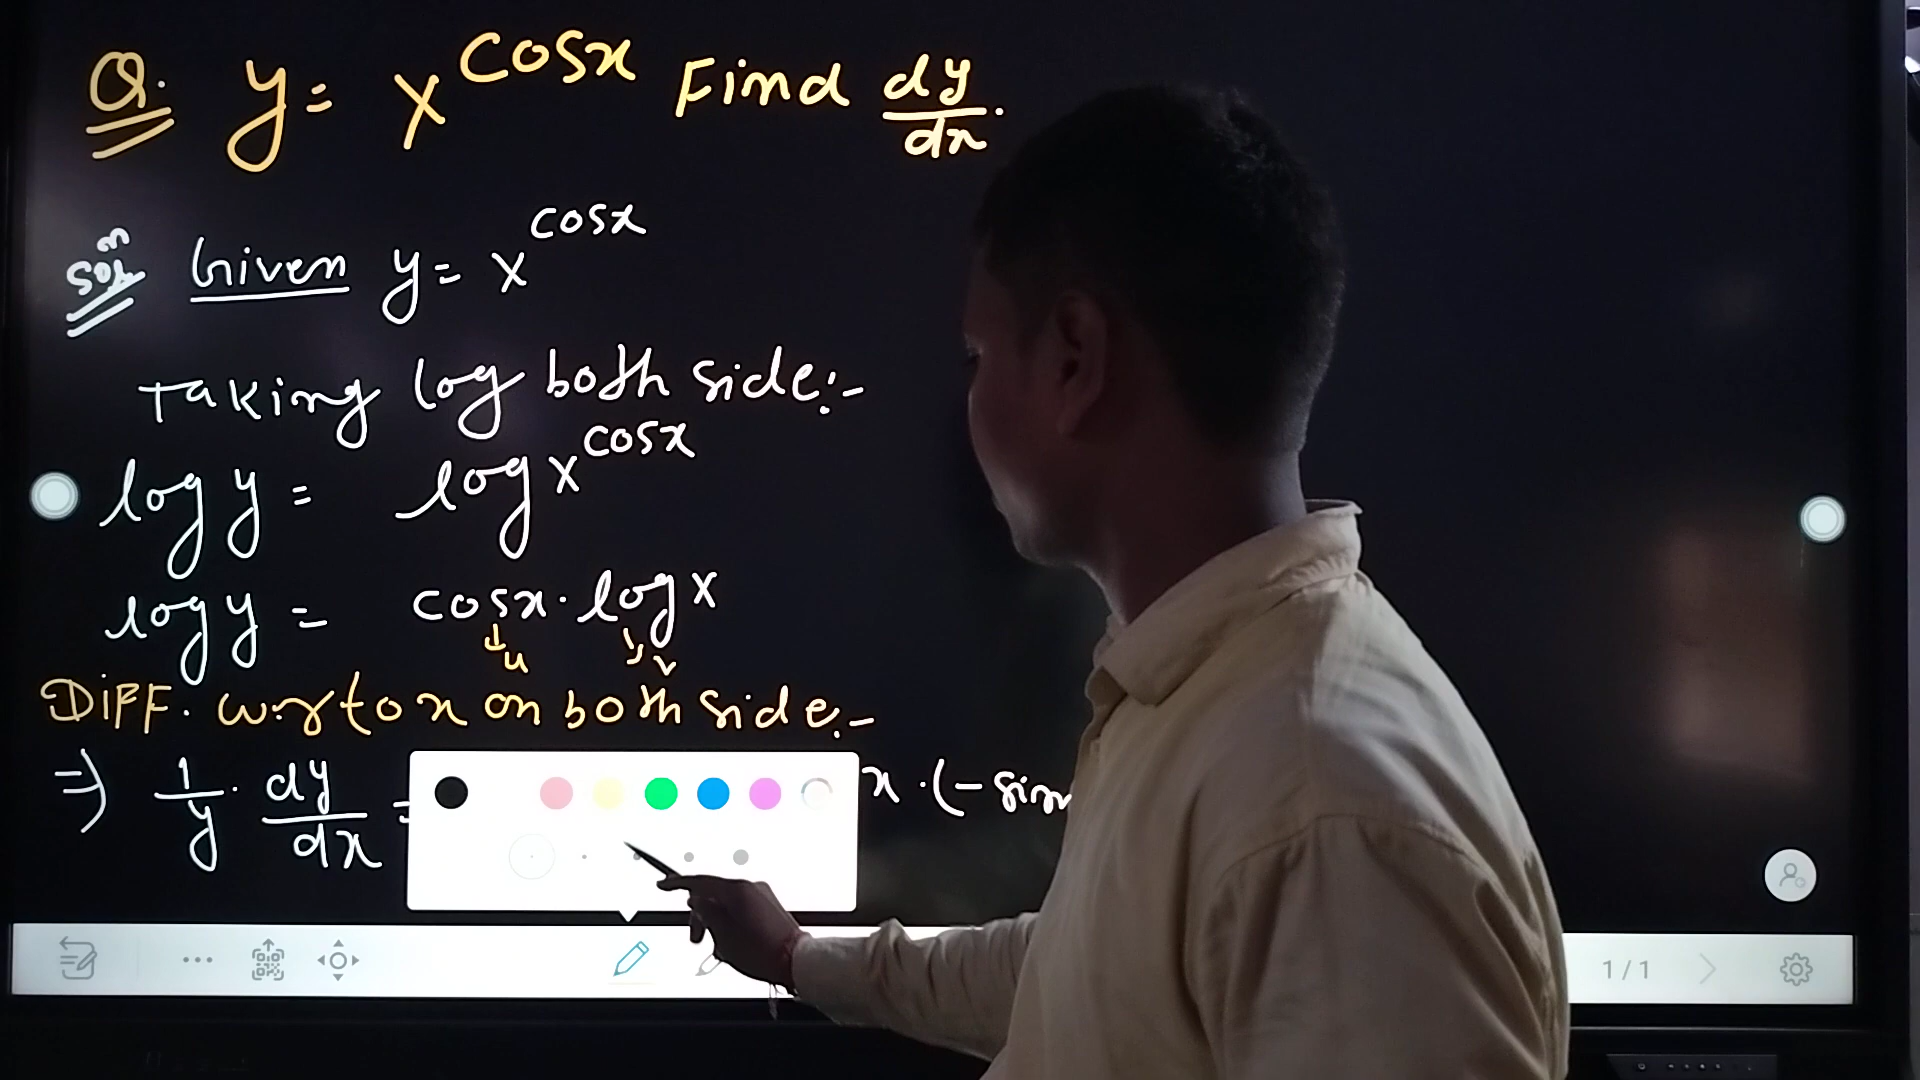 Q. y = x^cosx Find dy/dx.
Soln Given y = x^cosx
Taking log both side:-
log y = log x^cosx
log y = cosx . log x
u v
Diff. w.r to x on both side:-
=) 1/y . dy/dx = x . (- sin
1/1